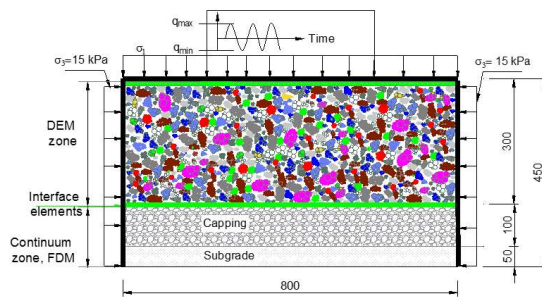 qmax
qmin
Time
σ1
σ3=15 kPa
σ3= 15 kPa
DEM
zone
Interface
elements
Continuum
zone, FDM
Capping
Subgrade
300
450
100
50
800